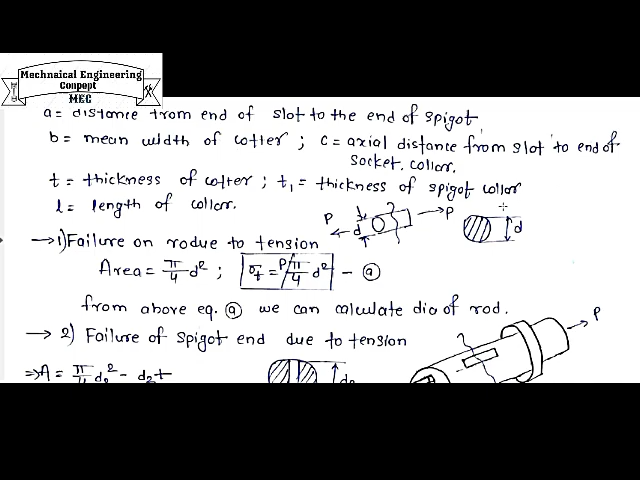 Mechnaical Engineering
Conpept
MEC
a = distance from end of slot to the end of spigot
b = mean width of cotter ; c = axial distance from slot to end of
socket collar.
t = thickness of cotter ; t₁ = thickness of spigot collor
l = length of collar.
P d P d
→ 1) Failure on rodue to tension
Area = π/4 d² ; σt = P/π/4 d² - ⓐ
from above eq. ⓐ we can calculate dia of rod.
P
→ 2) Failure of spigot end due to tension
⇒ A = π/4 d₂² - d₂t
d₂